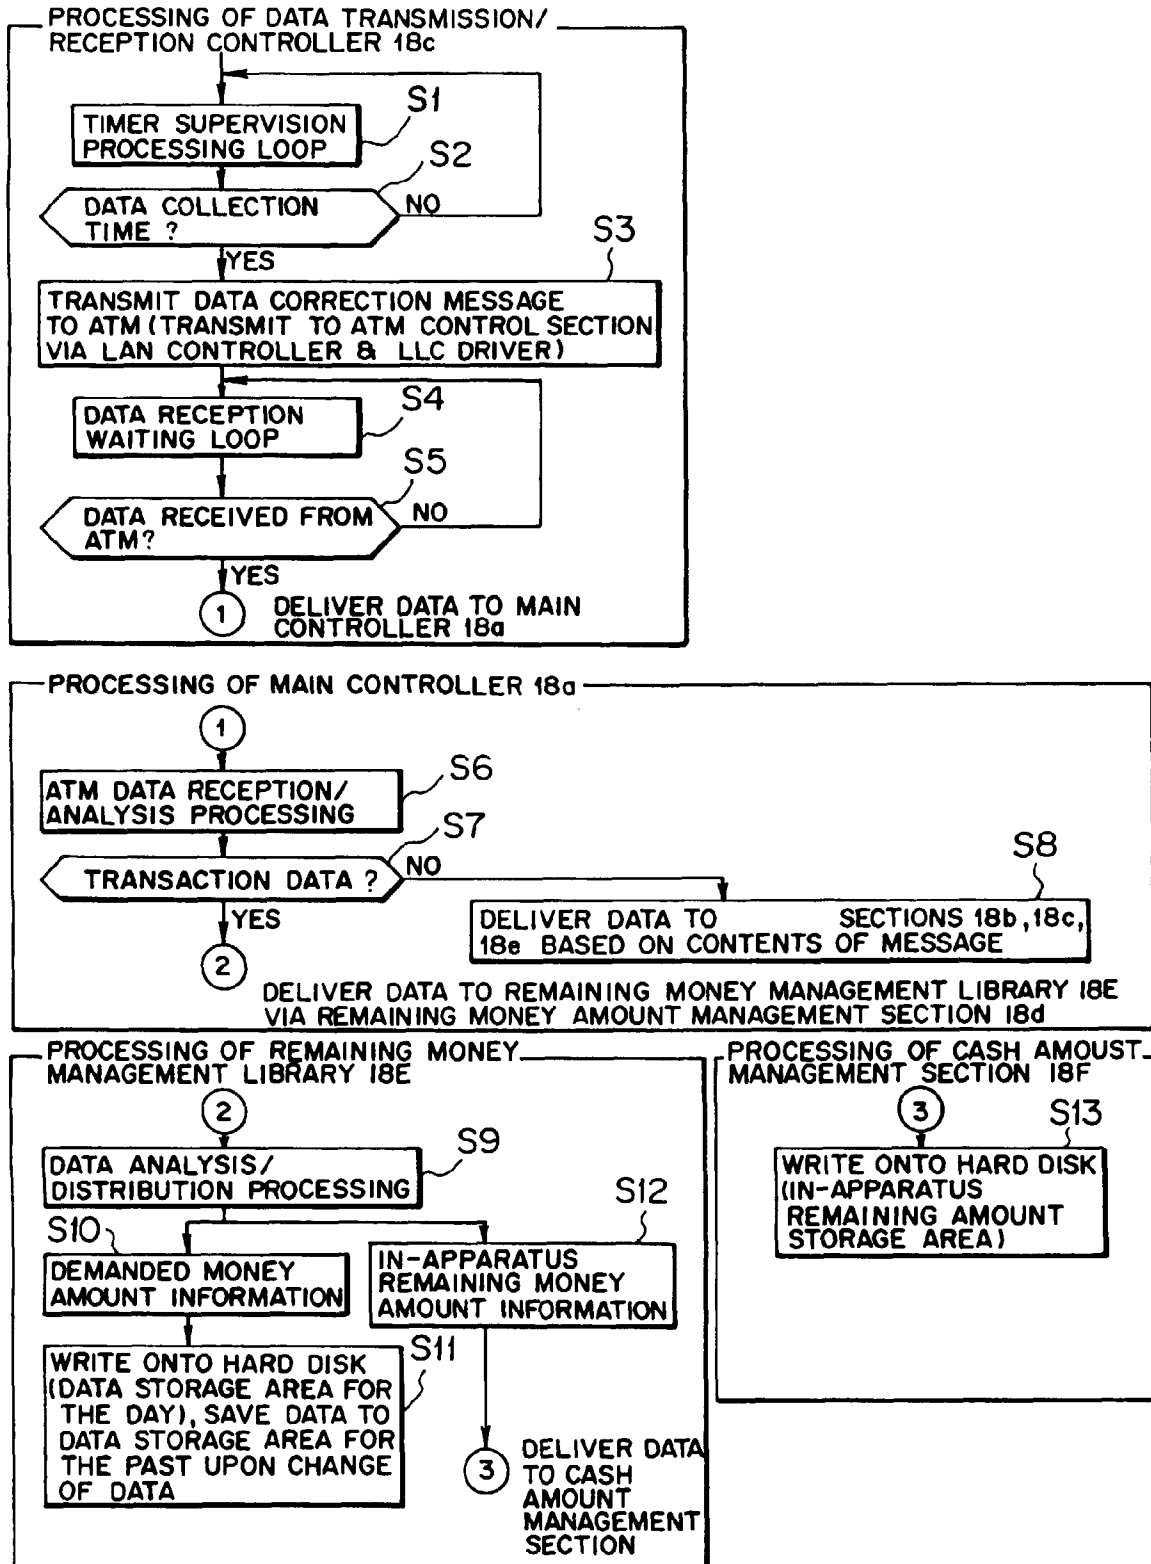 PROCESSING OF DATA TRANSMISSION/
RECEPTION CONTROLLER 18c
S1
TIMER SUPERVISION
PROCESSING LOOP
S2
DATA COLLECTION
TIME ?
NO
YES
S3
TRANSMIT DATA CORRECTION MESSAGE
TO ATM (TRANSMIT TO ATM CONTROL SECTION
VIA LAN CONTROLLER & LLC DRIVER)
S4
DATA RECEPTION
WAITING LOOP
S5
DATA RECEIVED FROM
ATM?
NO
YES
1
DELIVER DATA TO MAIN
CONTROLLER 18a
PROCESSING OF MAIN CONTROLLER 18a
1
S6
ATM DATA RECEPTION/
ANALYSIS PROCESSING
S7
TRANSACTION DATA ?
NO
YES
S8
DELIVER DATA TO SECTIONS 18b, 18c,
18e BASED ON CONTENTS OF MESSAGE
2
DELIVER DATA TO REMAINING MONEY MANAGEMENT LIBRARY 18E
VIA REMAINING MONEY AMOUNT MANAGEMENT SECTION 18d
PROCESSING OF REMAINING MONEY
MANAGEMENT LIBRARY 18E
2
S9
DATA ANALYSIS/
DISTRIBUTION PROCESSING
S10
DEMANDED MONEY
AMOUNT INFORMATION
S12
IN-APPARATUS
REMAINING MONEY
AMOUNT INFORMATION
S11
WRITE ONTO HARD DISK
(DATA STORAGE AREA FOR
THE DAY), SAVE DATA TO
DATA STORAGE AREA FOR
THE PAST UPON CHANGE
OF DATA
3
DELIVER DATA
TO CASH
AMOUNT
MANAGEMENT
SECTION
PROCESSING OF CASH AMOUST
MANAGEMENT SECTION 18F
3
S13
WRITE ONTO HARD DISK
(IN-APPARATUS
REMAINING AMOUNT
STORAGE AREA)